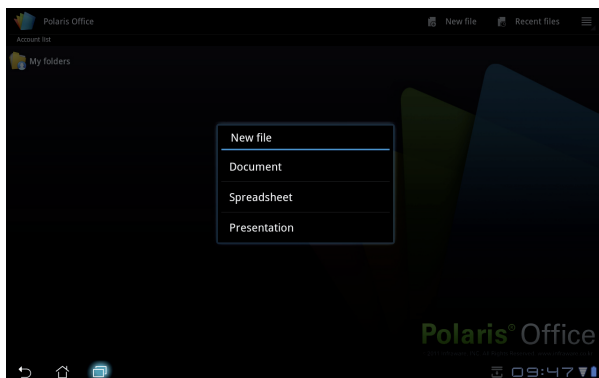 Polaris Office
New file
Recent files
Account list
My folders
New file
Document
Spreadsheet
Presentation
Polaris® Office
09:47